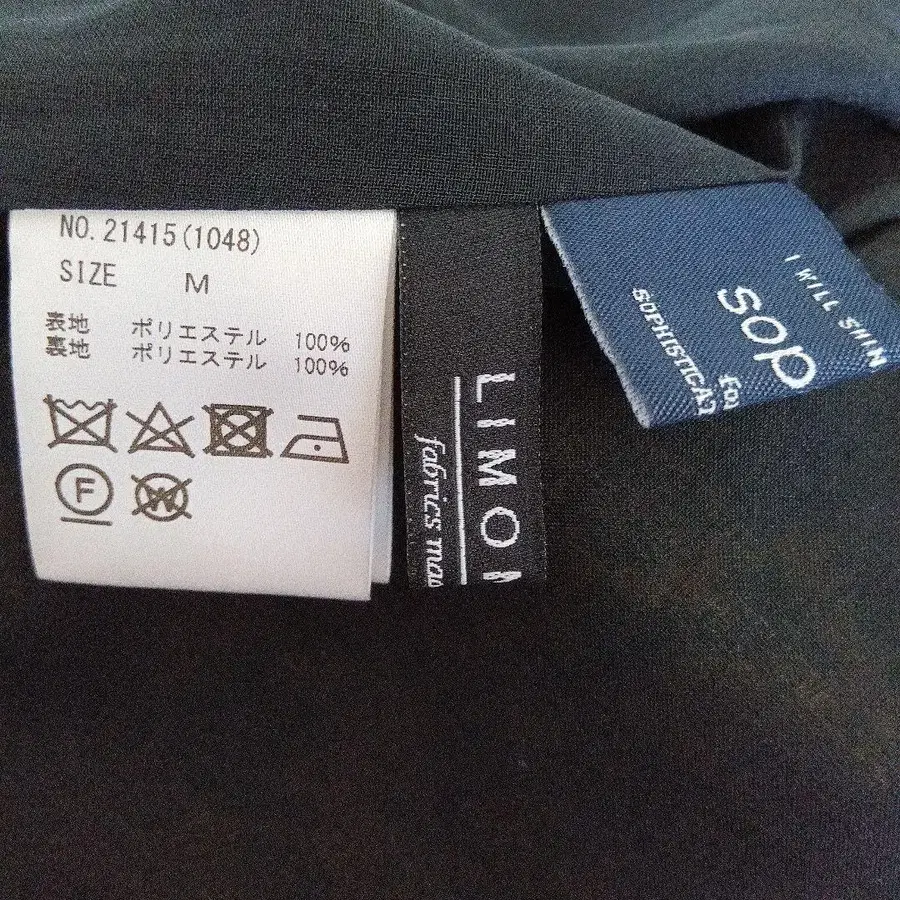 NO.21415(1048)
SIZE M
表地 ポリエステル 100%
裏地 ポリエステル 100%
F
W
LIMO
fabrics
I WILL SHIN
sop
SOPHISTICA